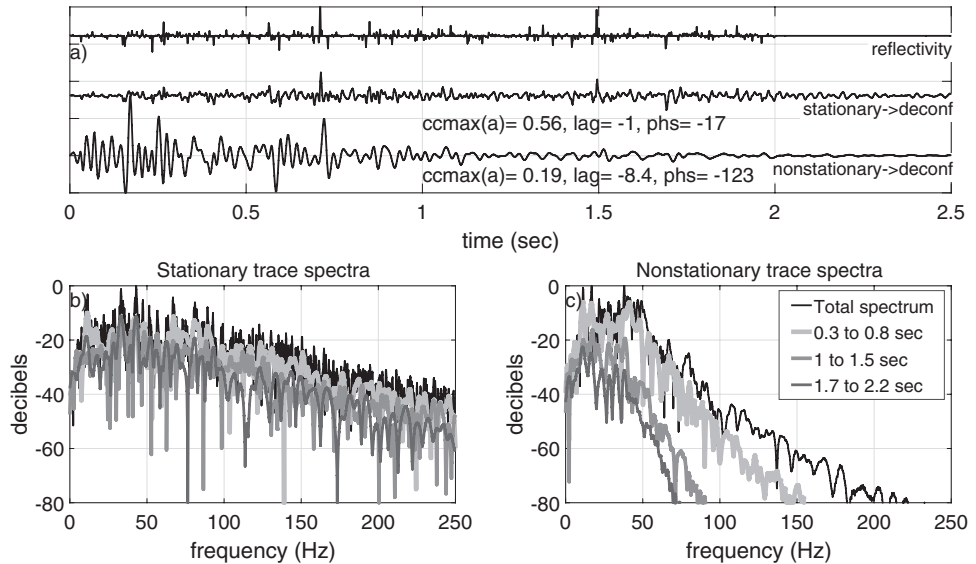 a)
reflectivity
stationary->deconf
ccmax(a)= 0.56, lag= -1, phs= -17
nonstationary->deconf
ccmax(a)= 0.19, lag= -8.4, phs= -123
0 0.5 1 1.5 2 2.5
time (sec)
Stationary trace spectra
b)
0
-20
-40
-60
-80
decibels
0 50 100 150 200 250
frequency (Hz)
Nonstationary trace spectra
c)
Total spectrum
0.3 to 0.8 sec
1 to 1.5 sec
1.7 to 2.2 sec
0
-20
-40
-60
-80
decibels
0 50 100 150 200 250
frequency (Hz)